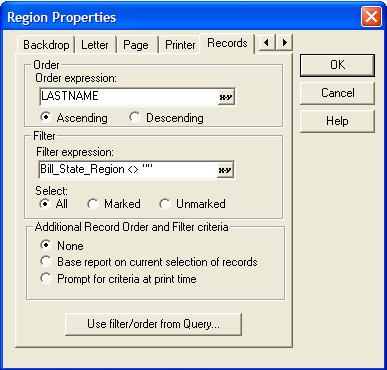 Region Properties
Backdrop Letter Page Printer Records
Order
Order expression:
LASTNAME x=y
Ascending Descending
Filter
Filter expression:
Bill_State_Region <> "" x=y
Select:
All Marked Unmarked
Additional Record Order and Filter criteria
None
Base report on current selection of records
Prompt for criteria at print time
Use filter/order from Query...
OK
Cancel
Help